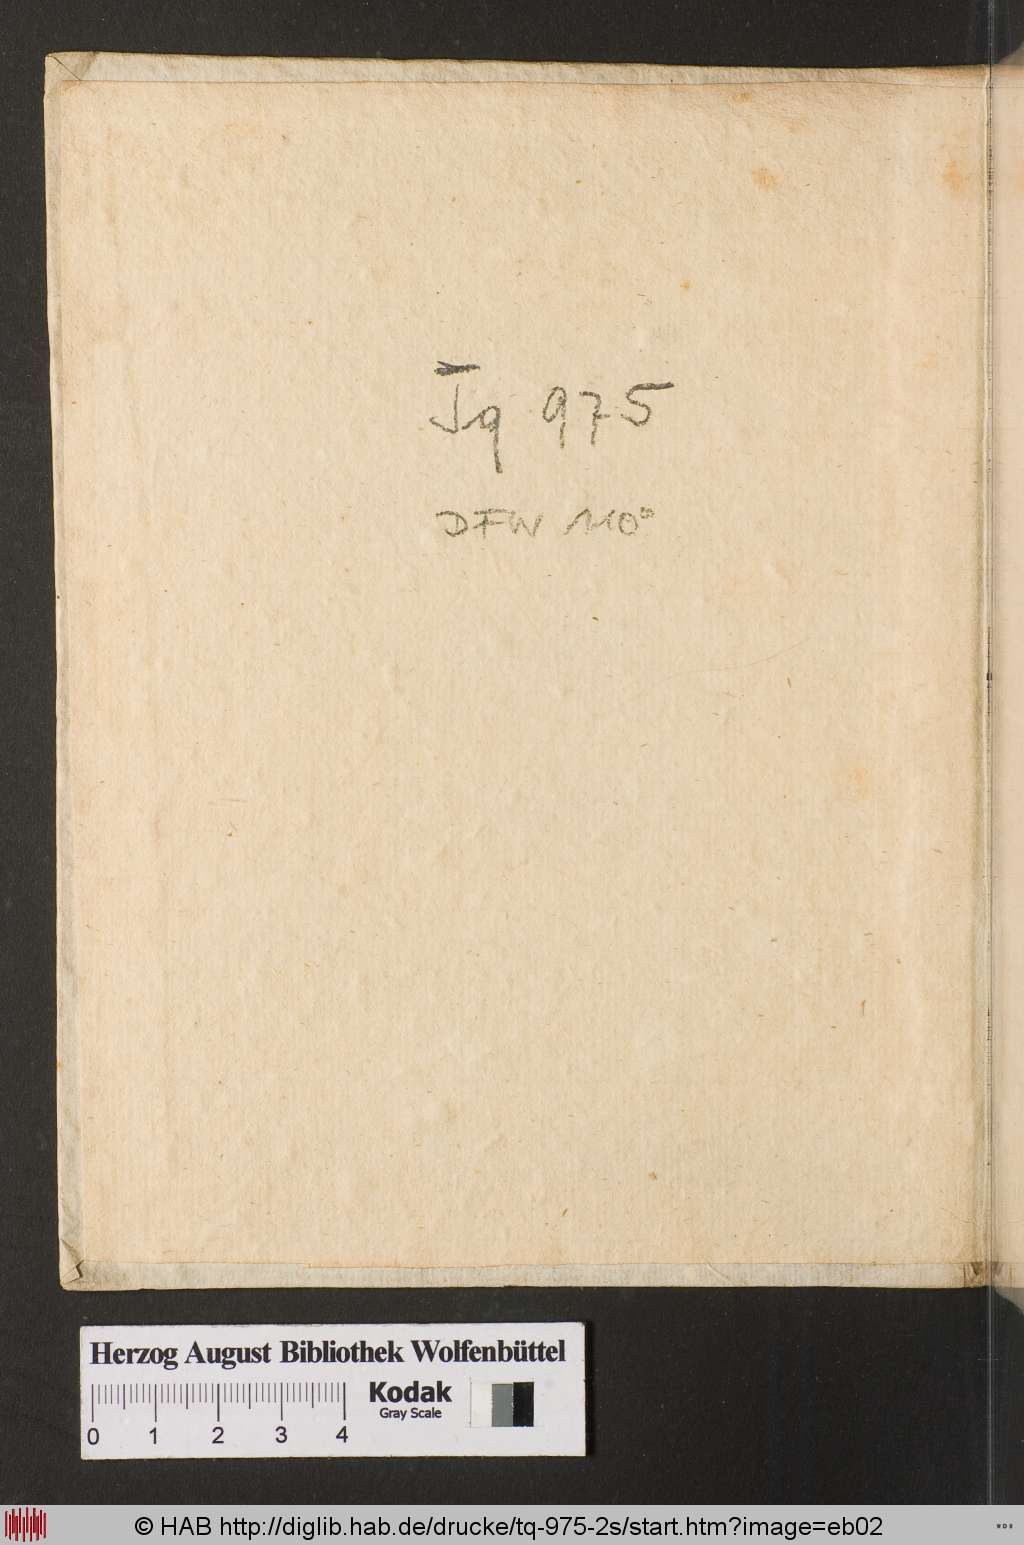 Tq 975
DFW 110°
Herzog August Bibliothek Wolfenbüttel
Kodak
Gray Scale
0 1 2 3 4
© HAB http://diglib.hab.de/drucke/tq-975-2s/start.htm?image=eb02